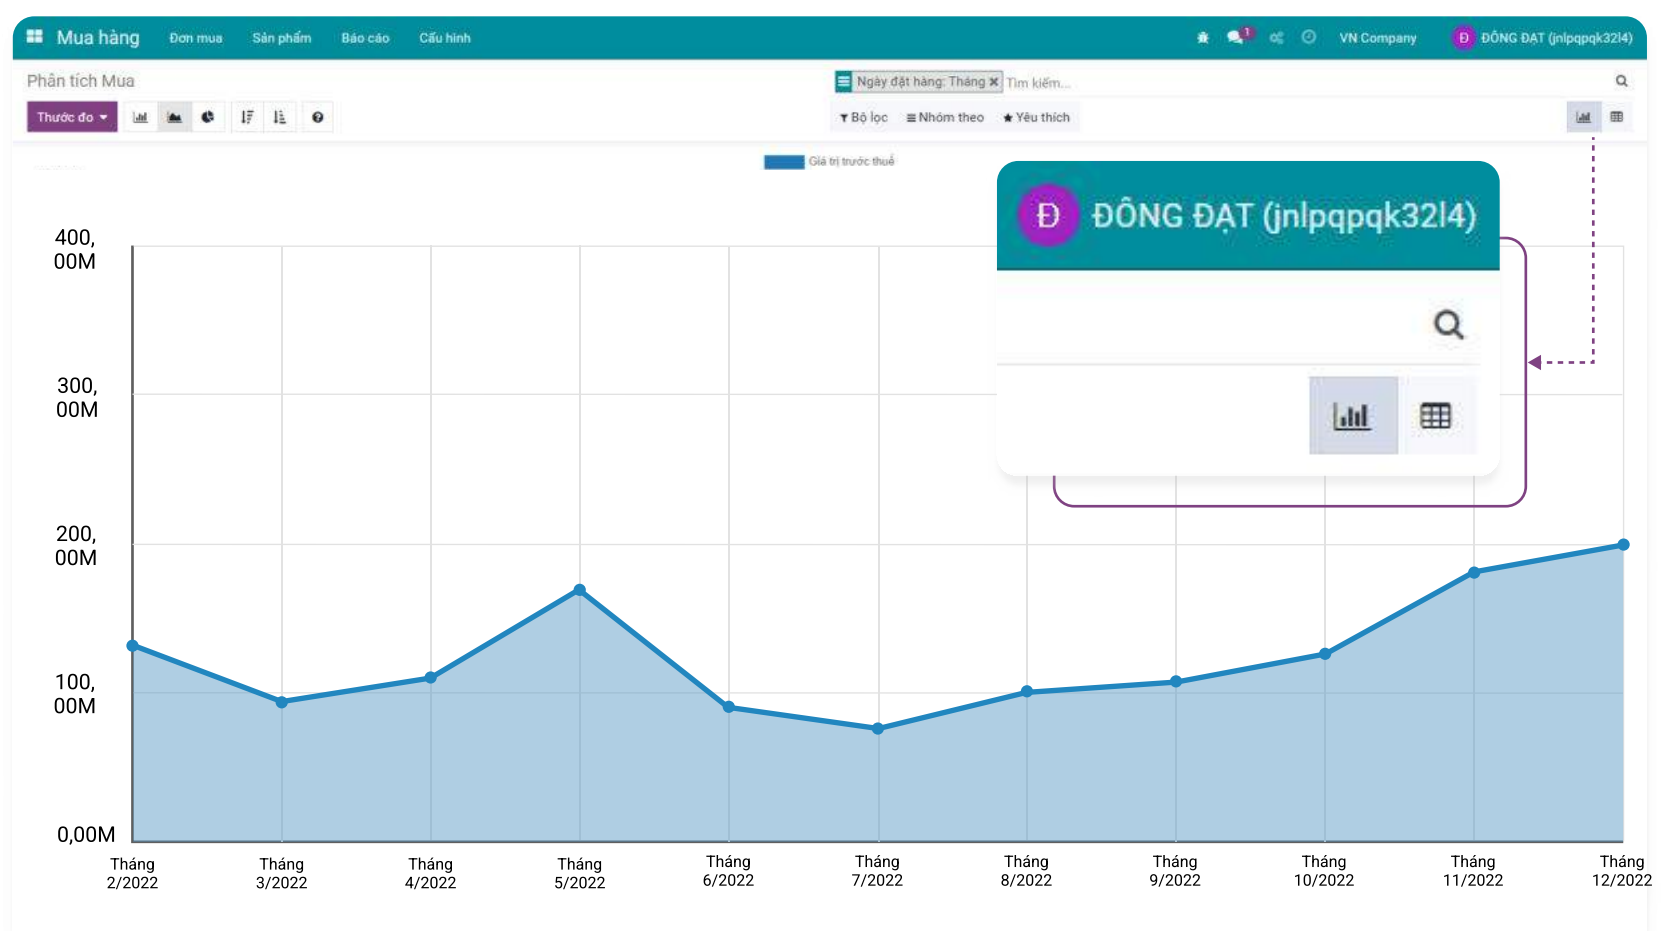 Mua hàng Đơn mua Sản phẩm Báo cáo Cấu hình 1 VN Company Đ ĐÔNG ĐẠT (jnlpqpqk32l4)
Phân tích Mua
Ngày đặt hàng: Tháng × Tìm kiếm...
Thước đo
Bộ lọc Nhóm theo Yêu thích
Giá trị trước thuế
Đ ĐÔNG ĐẠT (jnlpqpqk32l4)
400,
00M
300,
00M
200,
00M
100,
00M
0,00M
Tháng
2/2022
Tháng
3/2022
Tháng
4/2022
Tháng
5/2022
Tháng
6/2022
Tháng
7/2022
Tháng
8/2022
Tháng
9/2022
Tháng
10/2022
Tháng
11/2022
Tháng
12/2022